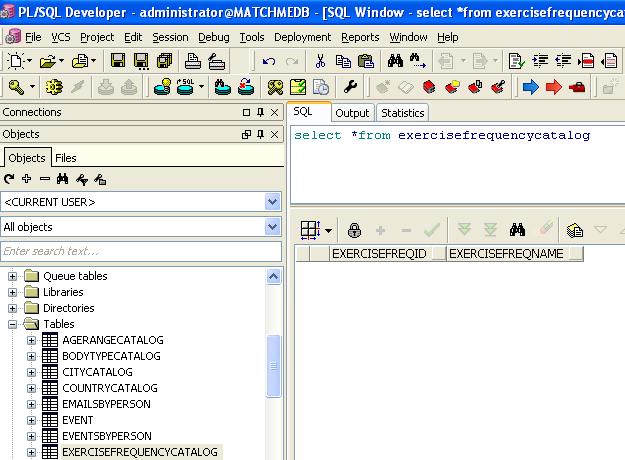 PL/SQL Developer - administrator@MATCHMEDB - [SQL Window - select *from exercisefrequencyca
File VCS Project Edit Session Debug Tools Deployment Reports Window Help
Connections
Objects
Objects Files
<CURRENT USER>
All objects
Enter search text...
Queue tables
Libraries
Directories
Tables
AGERANGECATALOG
BODYTYPECATALOG
CITYCATALOG
COUNTRYCATALOG
EMAILSBYPERSON
EVENT
EVENTSBYPERSON
EXERCISEFREQUENCYCATALOG
SQL Output Statistics
select *from exercisefrequencycatalog
EXERCISEFREQID EXERCISEFREQNAME